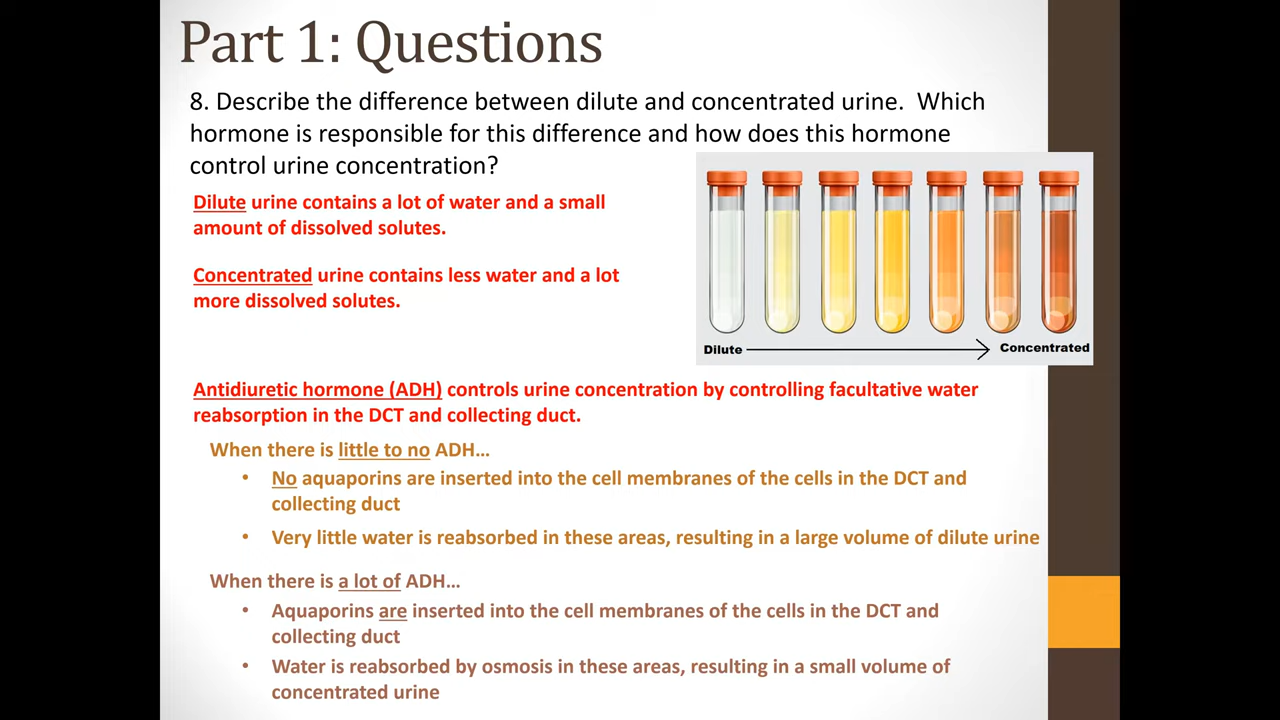 Part 1: Questions
8. Describe the difference between dilute and concentrated urine.  Which
hormone is responsible for this difference and how does this hormone
control urine concentration?
Dilute urine contains a lot of water and a small
amount of dissolved solutes.
Concentrated urine contains less water and a lot
more dissolved solutes.
Dilute
Concentrated
Antidiuretic hormone (ADH) controls urine concentration by controlling facultative water
reabsorption in the DCT and collecting duct.
When there is little to no ADH…
• No aquaporins are inserted into the cell membranes of the cells in the DCT and
collecting duct
• Very little water is reabsorbed in these areas, resulting in a large volume of dilute urine
When there is a lot of ADH…
• Aquaporins are inserted into the cell membranes of the cells in the DCT and
collecting duct
• Water is reabsorbed by osmosis in these areas, resulting in a small volume of
concentrated urine